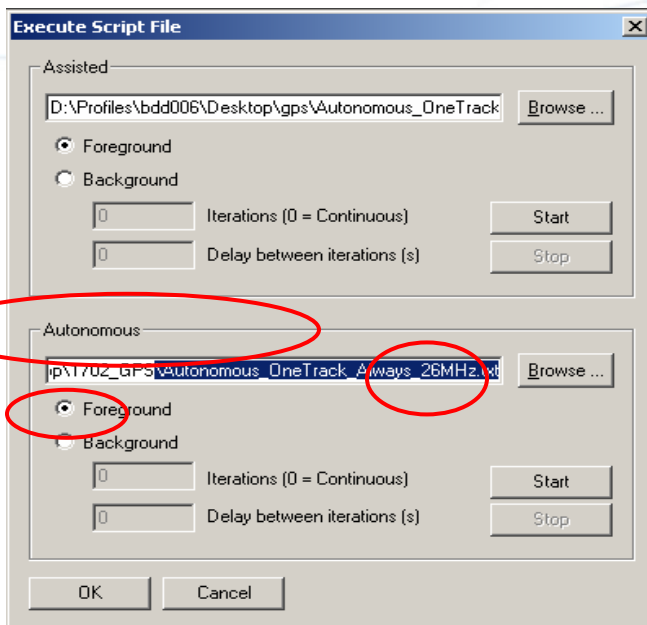 Execute Script File
Assisted
D:\Profiles\bdd006\Desktop\gps\Autonomous_OneTrack
Browse ...
Foreground
Background
0 Iterations (0 = Continuous)
Start
0 Delay between iterations (s)
Stop
Autonomous
p\1702_GPS\Autonomous_OneTrack_Always_26MHz.txt
Browse ...
Foreground
Background
0 Iterations (0 = Continuous)
Start
0 Delay between iterations (s)
Stop
OK
Cancel